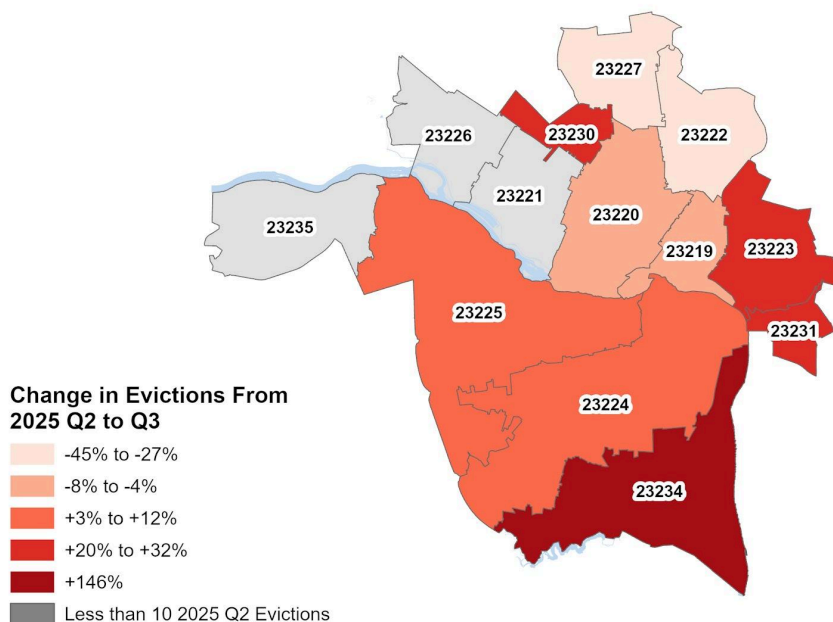 23227
23226
23230
23222
23221
23235
23220
23223
23219
23225
23231
23224
23234
Change in Evictions From
2025 Q2 to Q3
-45% to -27%
-8% to -4%
+3% to +12%
+20% to +32%
+146%
Less than 10 2025 Q2 Evictions